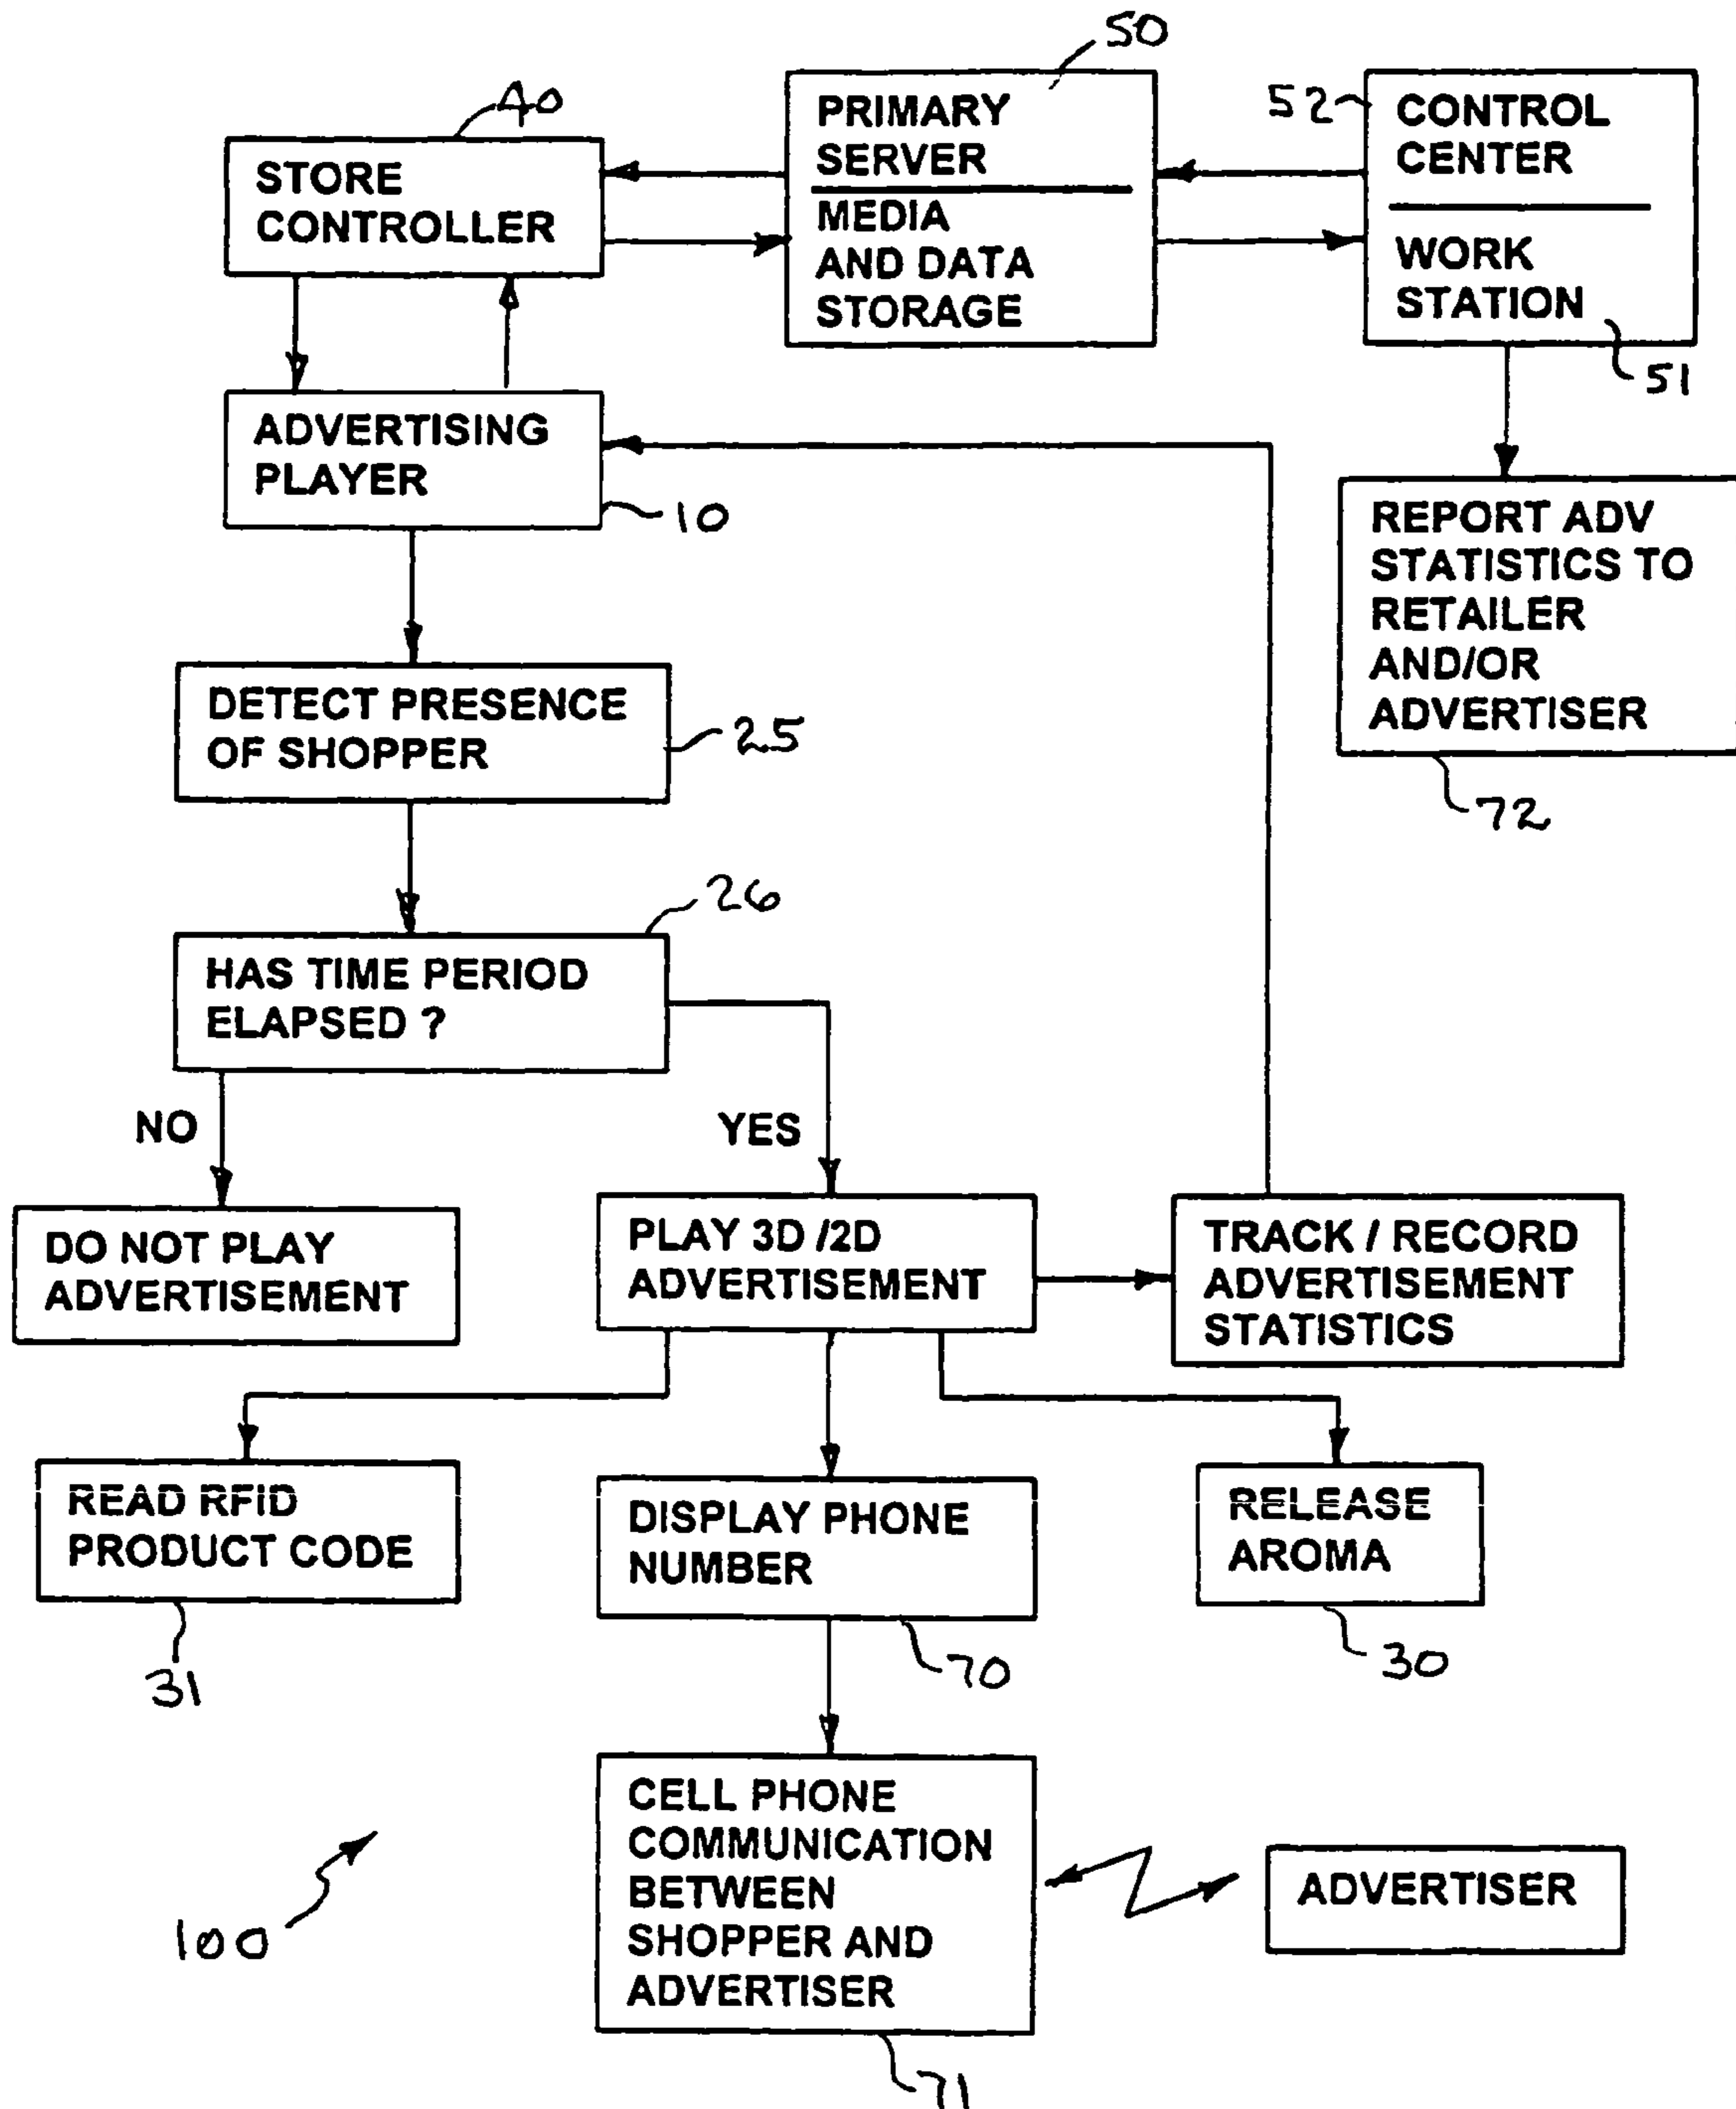 50
40
PRIMARY
SERVER
MEDIA
AND DATA
STORAGE
52
CONTROL
CENTER
WORK
STATION
51
STORE
CONTROLLER
ADVERTISING
PLAYER
10
REPORT ADV
STATISTICS TO
RETAILER
AND/OR
ADVERTISER
72
DETECT PRESENCE
OF SHOPPER
25
26
HAS TIME PERIOD
ELAPSED ?
NO
YES
DO NOT PLAY
ADVERTISEMENT
PLAY 3D /2D
ADVERTISEMENT
TRACK / RECORD
ADVERTISEMENT
STATISTICS
READ RFID
PRODUCT CODE
31
DISPLAY PHONE
NUMBER
70
RELEASE
AROMA
30
CELL PHONE
COMMUNICATION
BETWEEN
SHOPPER AND
ADVERTISER
71
ADVERTISER
100